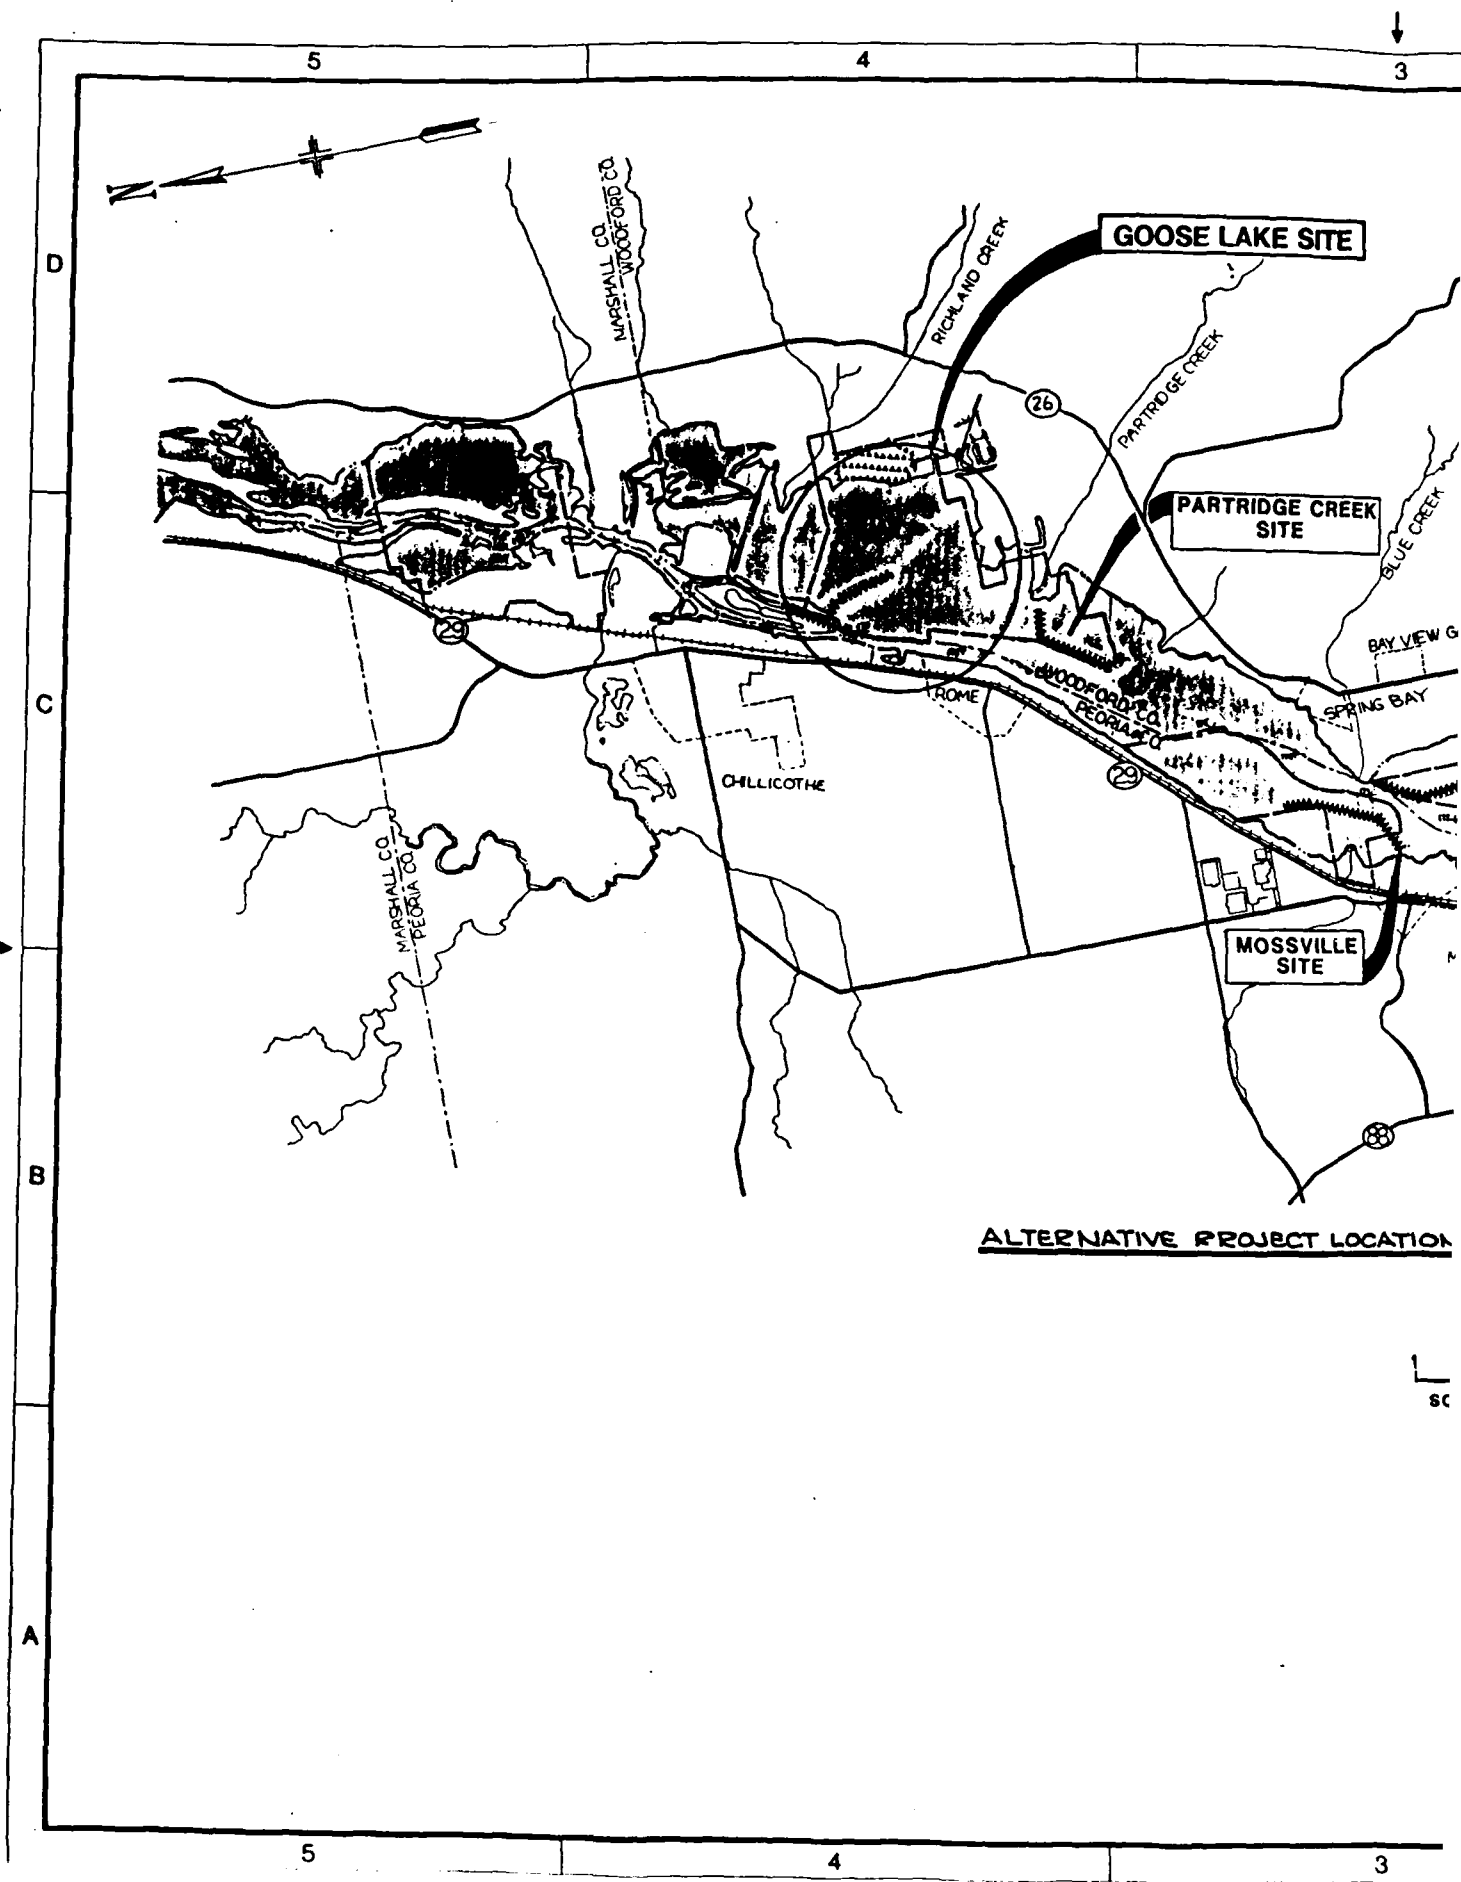 5
4
3
N
D
MARSHALL CO.
WOODFORD CO.
RICHLAND CREEK
GOOSE LAKE SITE
PARTRIDGE CREEK
26
PARTRIDGE CREEK
SITE
BLUE CREEK
29
BAY VIEW G
C
WOODFORD CO.
PEORIA CO.
ROME
SPRING BAY
CHILLICOTHE
29
MARSHALL CO.
PEORIA CO.
MOSSVILLE
SITE
88
B
ALTERNATIVE PROJECT LOCATION
SC
A
5
4
3